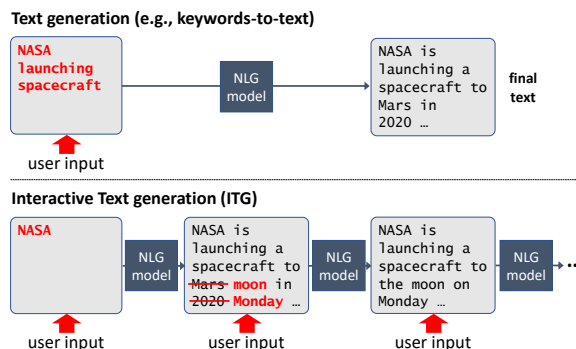 Text generation (e.g., keywords-to-text)
NASA
launching
spacecraft
NLG
model
NASA is
launching a
spacecraft to
Mars in
2020 …
final
text
user input
Interactive Text generation (ITG)
NASA
NLG
model
NASA is
launching a
spacecraft to
Mars moon in
2020 Monday …
NLG
model
NASA is
launching a
spacecraft to
the moon on
Monday …
NLG
model
…
user input
user input
user input